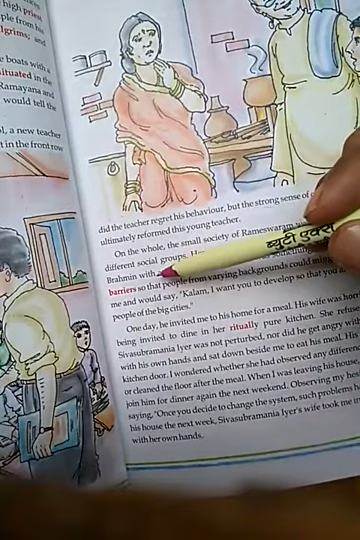 high priest
ple from his
lgrims; and
e boats with a
situated in the
Ramayana and
would tell the
ol, a new teacher
t in the front row
did the teacher regret his behaviour, but the strong sense of
ultimately reformed this young teacher.
On the whole, the small society of Rameswaram
different social groups.
Brahmin with
barriers so that people from varying backgrounds could
me and would say, "Kalam, I want you to develop so that you
people of the big cities."
One day, he invited me to his home for a meal. His wife was
being invited to dine in her ritually pure kitchen. She
Sivasubramania Iyer was not perturbed, nor did he get angry
with his own hands and sat down beside me to eat his meal. His
kitchen door. I wondered whether she had observed any
or cleaned the floor after the meal. When I was leaving his house,
join him for dinner again the next weekend. Observing my
saying, "Once you decide to change the system, such problems
his house the next week, Sivasubramania Iyer's wife took me
with her own hands.
ब्यूटी एक्स